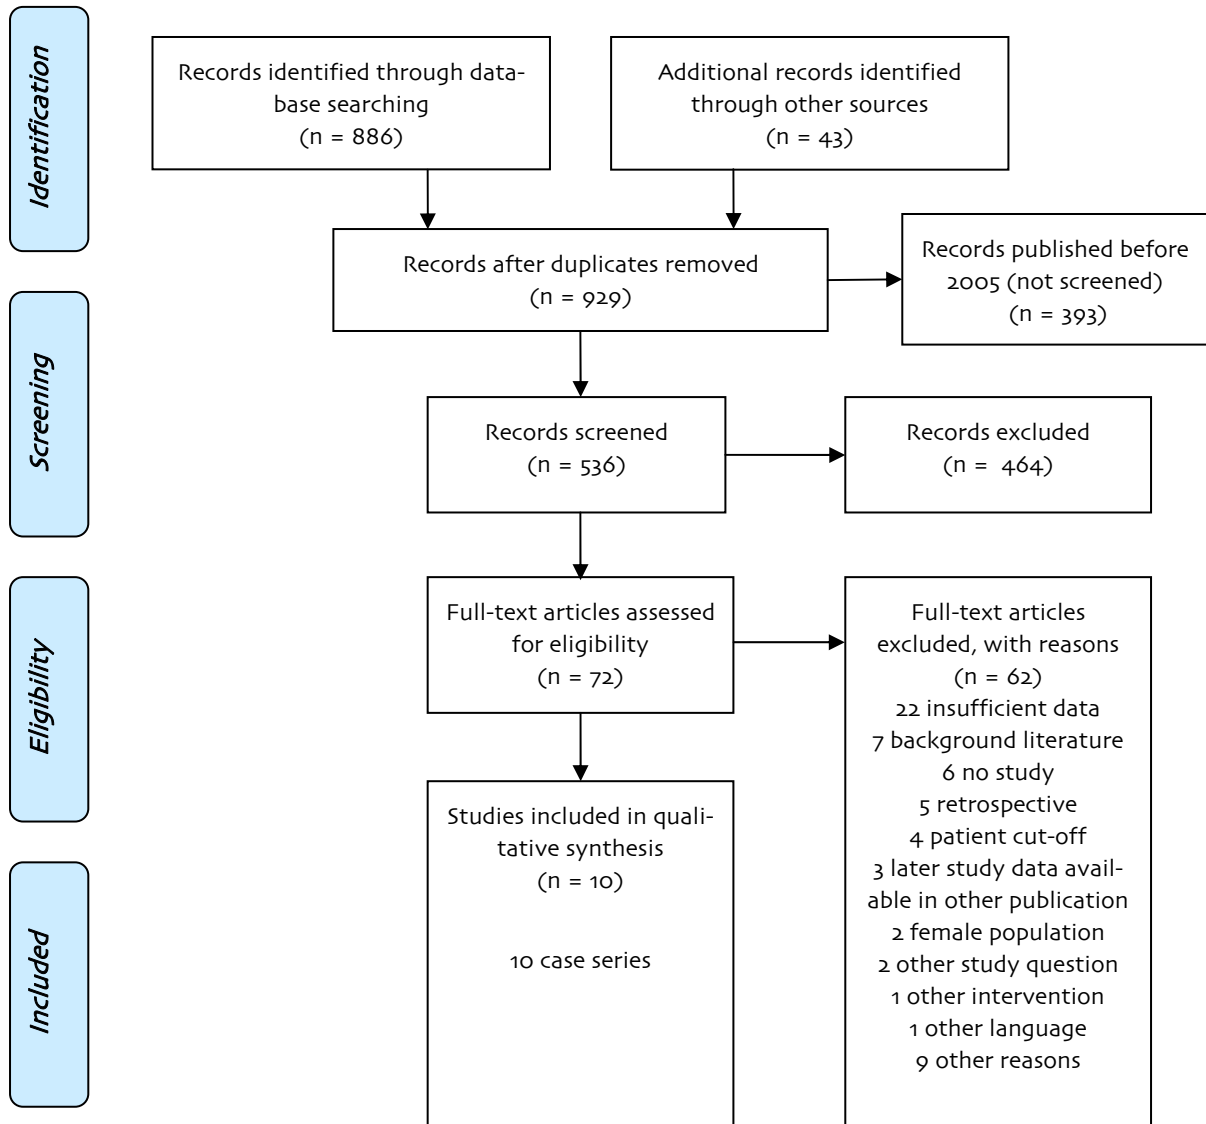 Identification
Records identified through data-
base searching
(n = 886)
Additional records identified
through other sources
(n = 43)
Records after duplicates removed
(n = 929)
Records published before
2005 (not screened)
(n = 393)
Screening
Records screened
(n = 536)
Records excluded
(n = 464)
Eligibility
Full-text articles assessed
for eligibility
(n = 72)
Full-text articles
excluded, with reasons
(n = 62)
22 insufficient data
7 background literature
6 no study
5 retrospective
4 patient cut-off
3 later study data avail-
able in other publication
2 female population
2 other study question
1 other intervention
1 other language
9 other reasons
Included
Studies included in quali-
tative synthesis
(n = 10)
10 case series